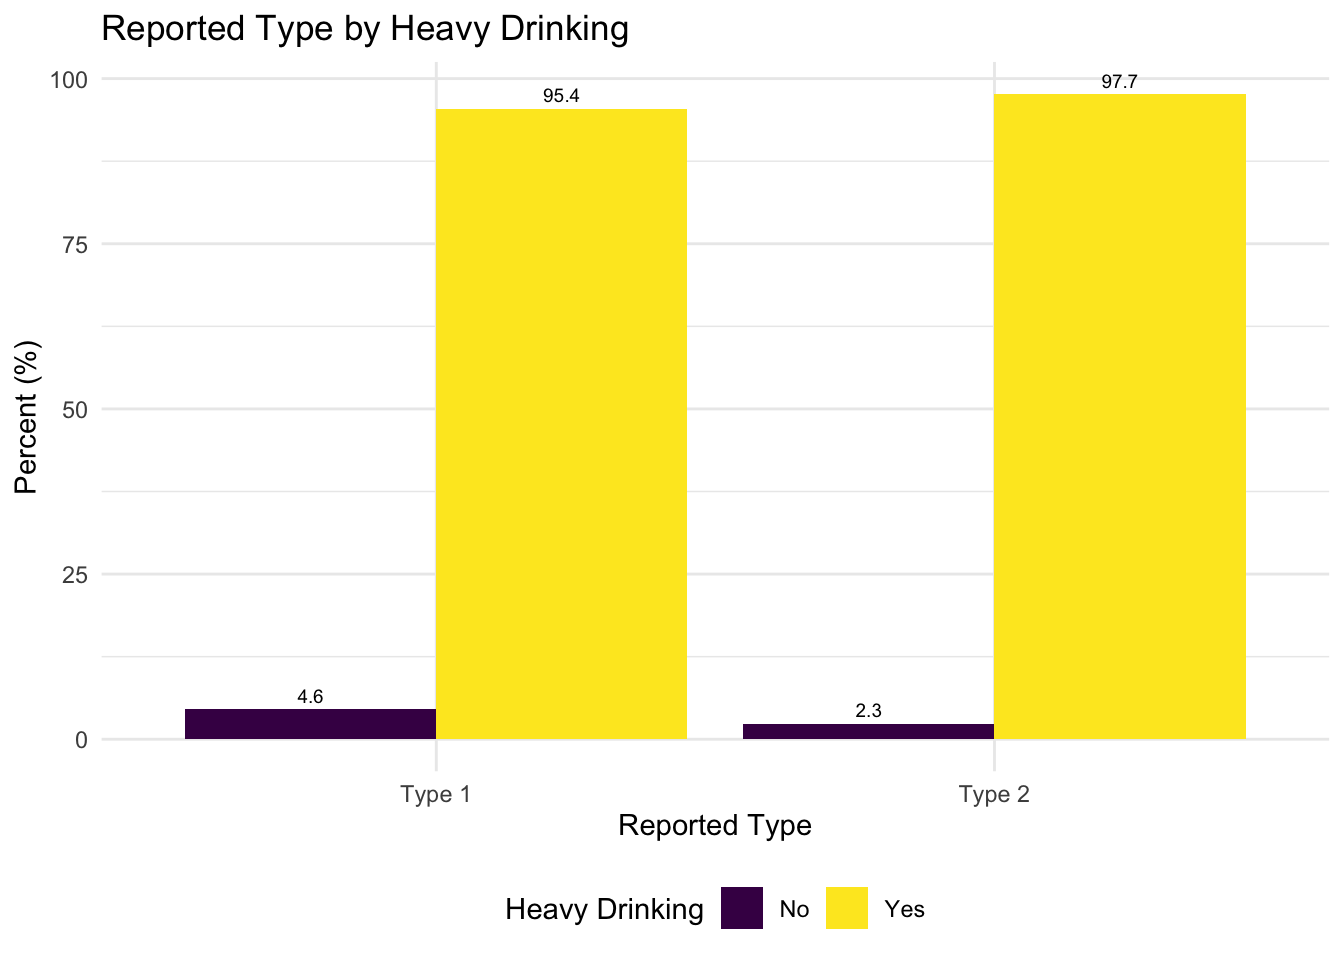 Reported Type by Heavy Drinking
100
75
50
25
0
Percent (%)
95.4
97.7
4.6
2.3
Type 1
Type 2
Reported Type
Heavy Drinking No Yes